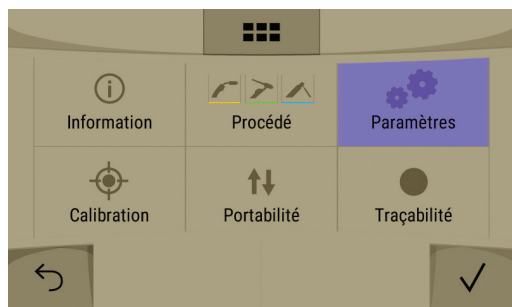 Information
Procédé
Paramètres
Calibration
Portabilité
Traçabilité